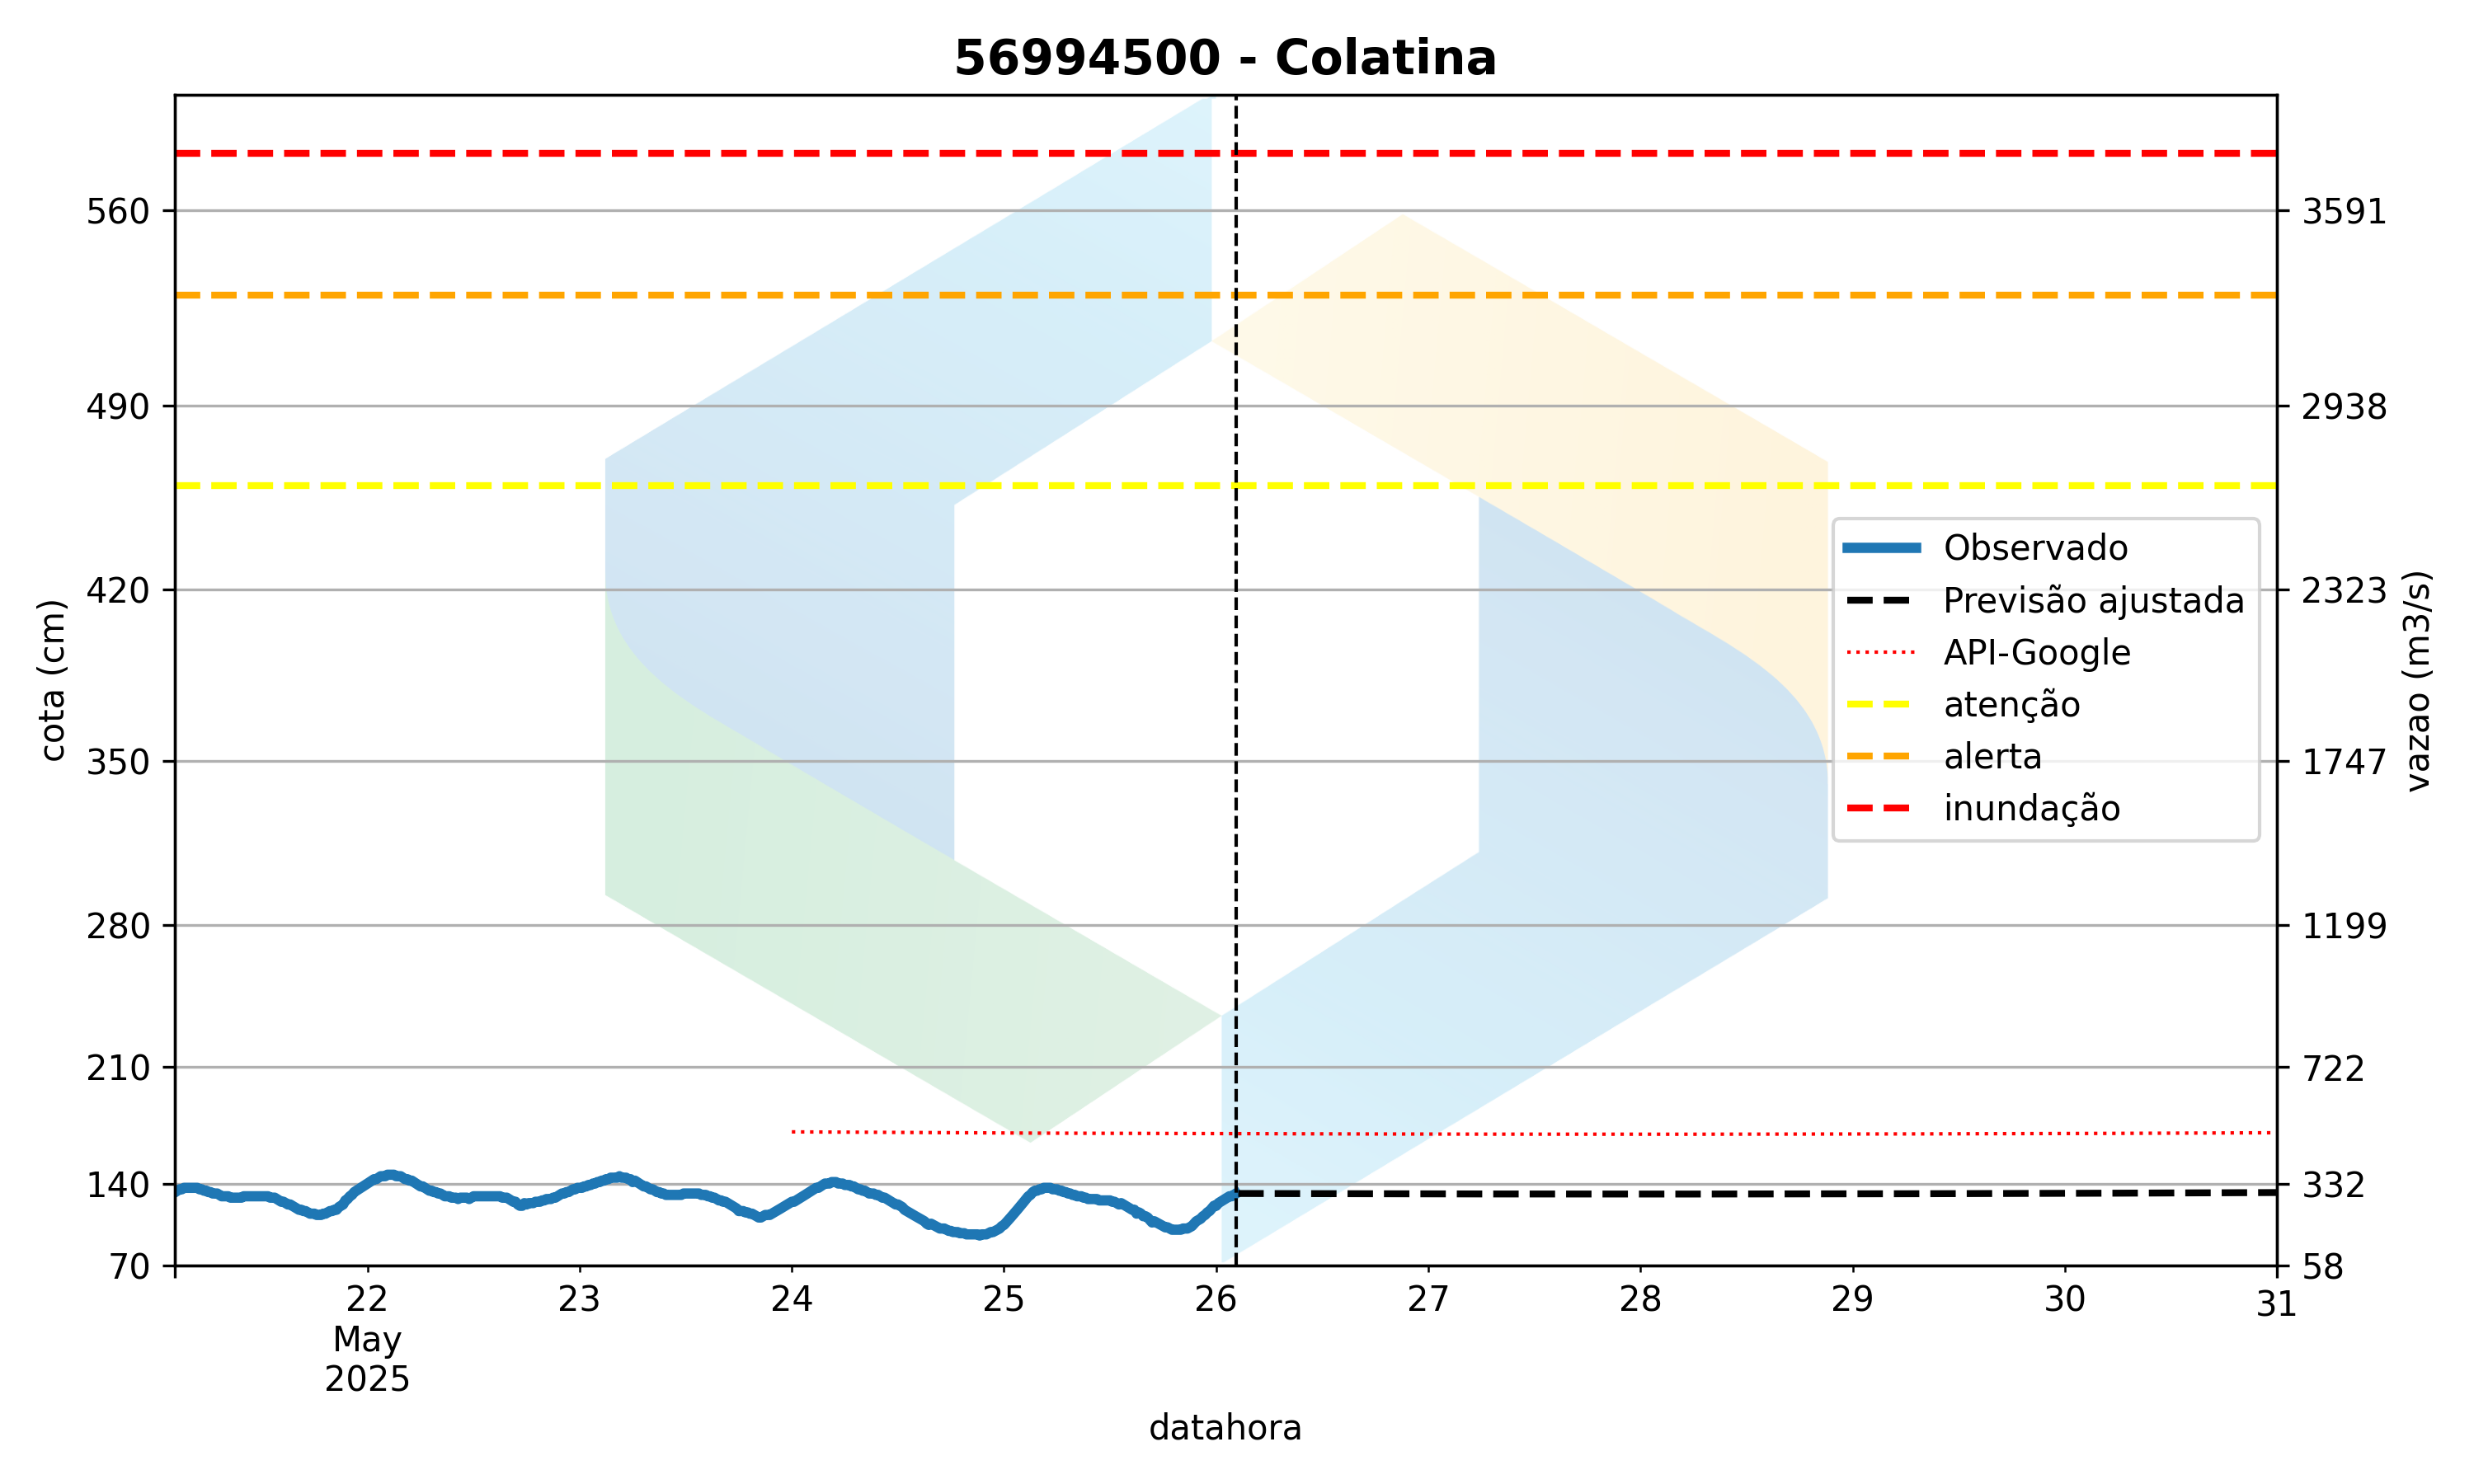 56994500 - Colatina
560
490
420
350
280
210
140
70
cota (cm)
3591
2938
2323
1747
1199
722
332
58
vazao (m3/s)
Observado
Previsão ajustada
API-Google
atenção
alerta
inundação
22
May
2025
23
24
25
26
27
28
29
30
31
datahora